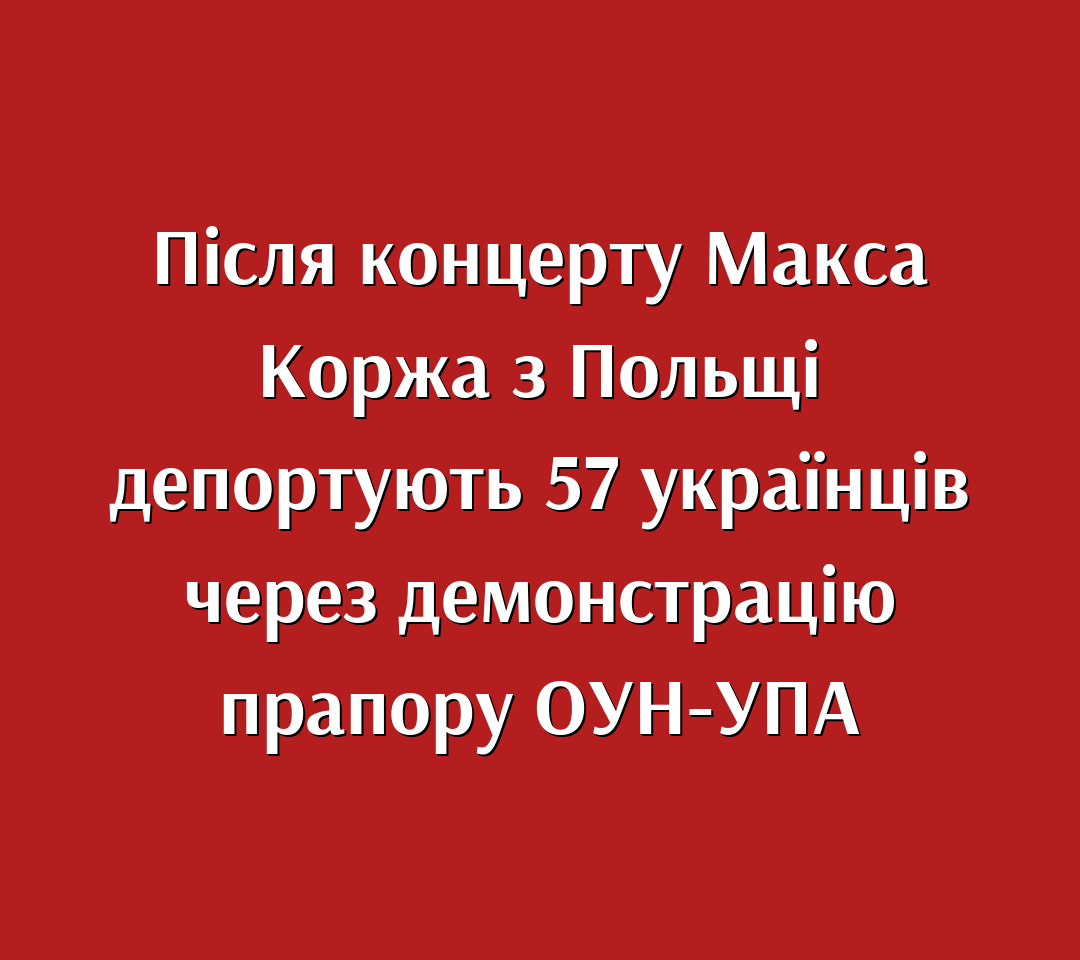 Після концерту Макса
Коржа з Польщі
депортують 57 українців
через демонстрацію
прапору ОУН-УПА